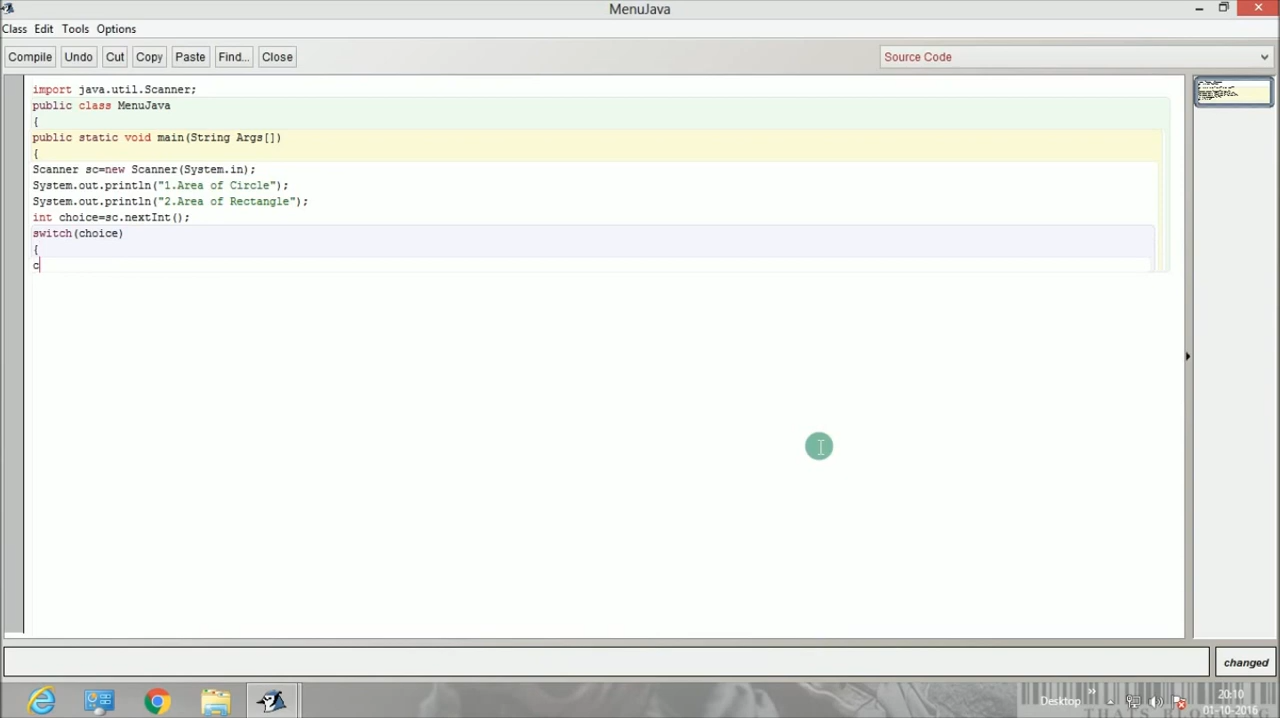 MenuJava
Class Edit Tools Options
Compile Undo Cut Copy Paste Find... Close Source Code
import java.util.Scanner;
public class MenuJava
{
public static void main(String Args[])
{
Scanner sc=new Scanner(System.in);
System.out.println("1.Area of Circle");
System.out.println("2.Area of Rectangle");
int choice=sc.nextInt();
switch(choice)
{
c
changed
Desktop
20:10
01-10-2016